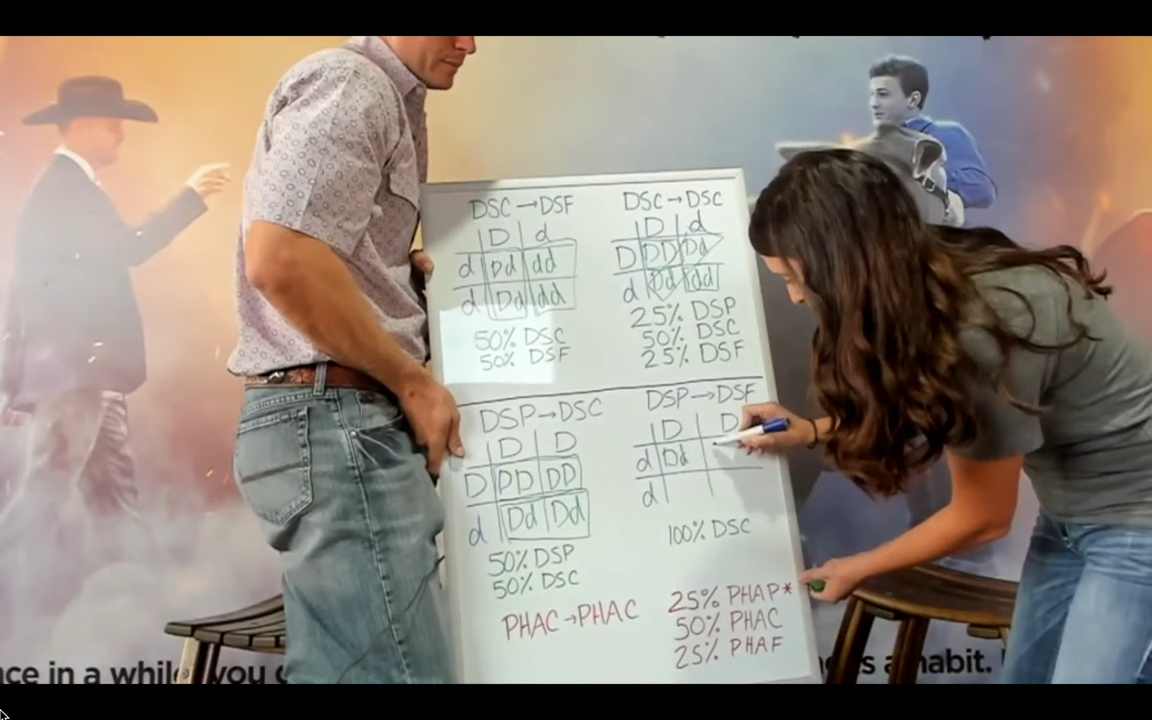 DSC → DSF
D d
d Dd dd
d Dd dd
50% DSC
50% DSF
DSC → DSC
D d
D DD Dd
d Dd dd
25% DSP
50% DSC
25% DSF
DSP → DSC
D D
D DD DD
d Dd Dd
50% DSP
50% DSC
DSP → DSF
D D
d Dd
d
100% DSC
PHAC → PHAC
25% PHAP*
50% PHAC
25% PHAF
in a while you
a habit.